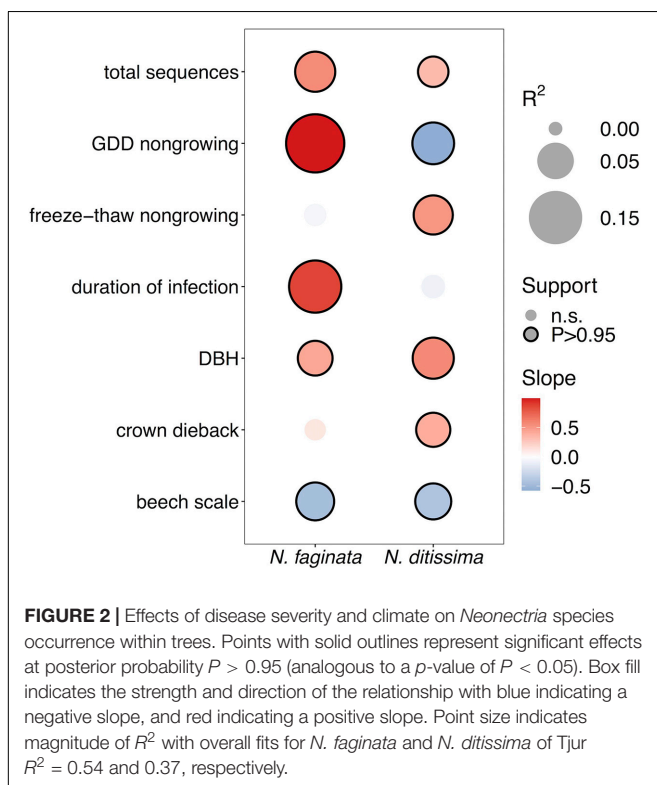 total sequences
GDD nongrowing
freeze−thaw nongrowing
duration of infection
DBH
crown dieback
beech scale
N. faginata N. ditissima
R²
0.00
0.05
0.15
Support
n.s.
P>0.95
Slope
0.5
0.0
−0.5
FIGURE 2 | Effects of disease severity and climate on Neonectria species
occurrence within trees. Points with solid outlines represent significant effects
at posterior probability P > 0.95 (analogous to a p-value of P < 0.05). Box fill
indicates the strength and direction of the relationship with blue indicating a
negative slope, and red indicating a positive slope. Point size indicates
magnitude of R² with overall fits for N. faginata and N. ditissima of Tjur
R² = 0.54 and 0.37, respectively.